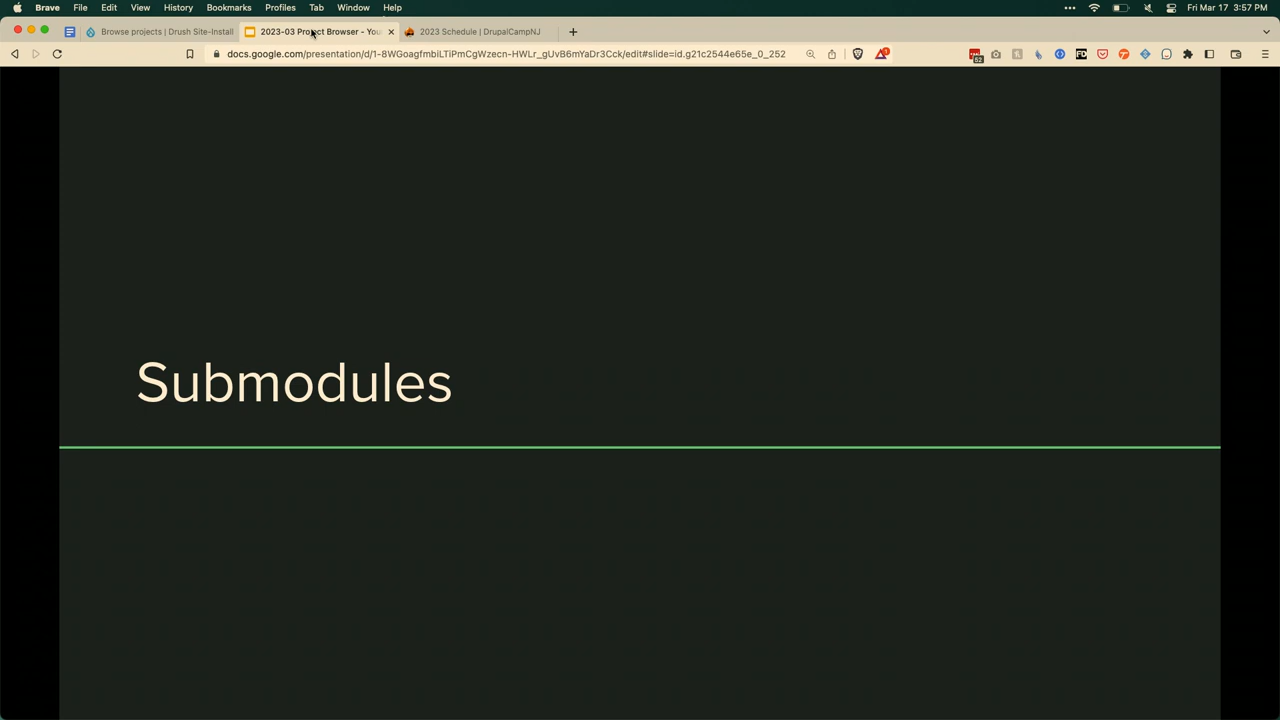 Brave File Edit View History Bookmarks Profiles Tab Window Help Fri Mar 17 3:57 PM
Browse projects | Drush Site-Install 2023-03 Project Browser - You 2023 Schedule | DrupalCampNJ
docs.google.com/presentation/d/1-8WGoagfmbiLTiPmCgWzecn-HWLr_gUvB6mYaDr3Cck/edit#slide=id.g21c2544e65e_0_252
Submodules